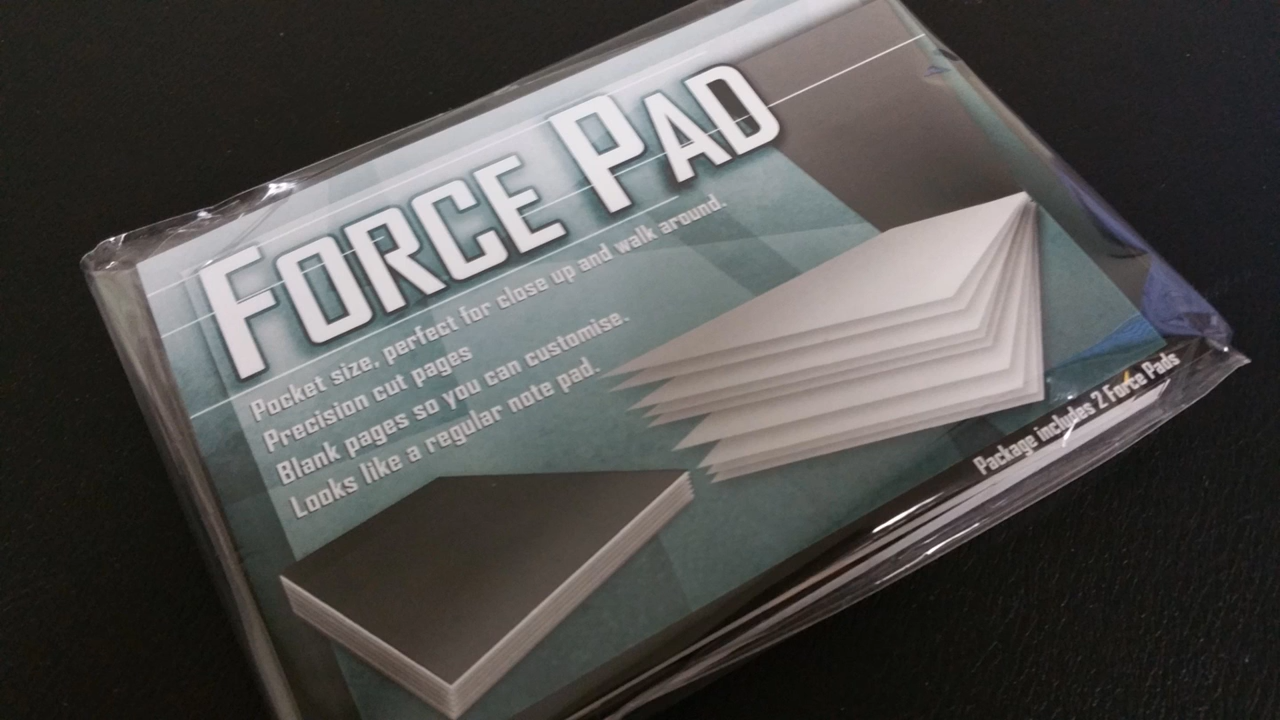 FORCE PAD
Pocket size, perfect for close up and walk around.
Precision cut pages
Blank pages so you can customise.
Looks like a regular note pad.
Package includes 2 Force Pads